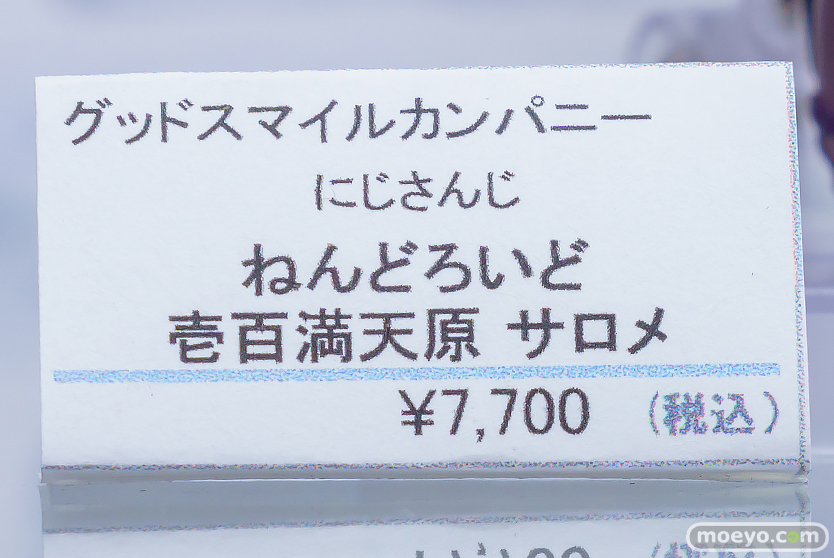 グッドスマイルカンパニー
にじさんじ
ねんどろいど
壱百満天原 サロメ
¥7,700 (税込)
moeyo.com